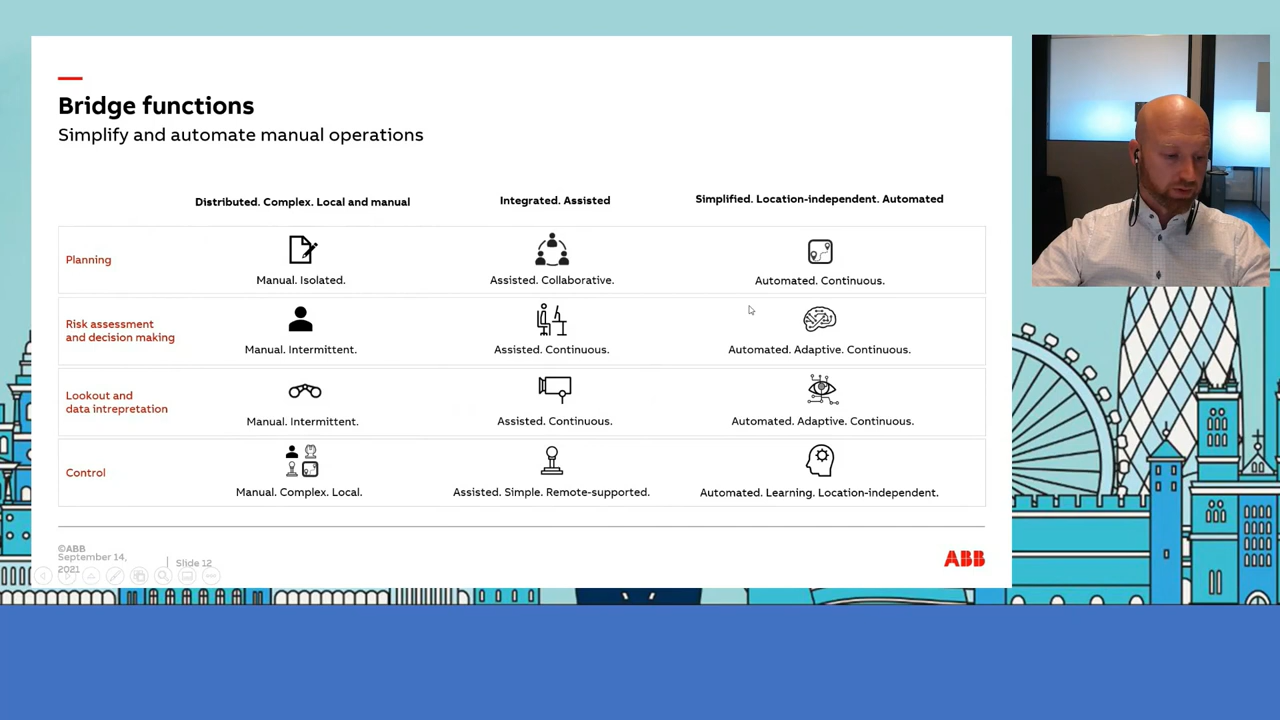 Bridge functions
Simplify and automate manual operations
Distributed. Complex. Local and manual
Integrated. Assisted
Simplified. Location-independent. Automated
Planning
Manual. Isolated.
Assisted. Collaborative.
Automated. Continuous.
Risk assessment
and decision making
Manual. Intermittent.
Assisted. Continuous.
Automated. Adaptive. Continuous.
Lookout and
data intrepretation
Manual. Intermittent.
Assisted. Continuous.
Automated. Adaptive. Continuous.
Control
Manual. Complex. Local.
Assisted. Simple. Remote-supported.
Automated. Learning. Location-independent.
©ABB
September 14,
2021
Slide 12
ABB